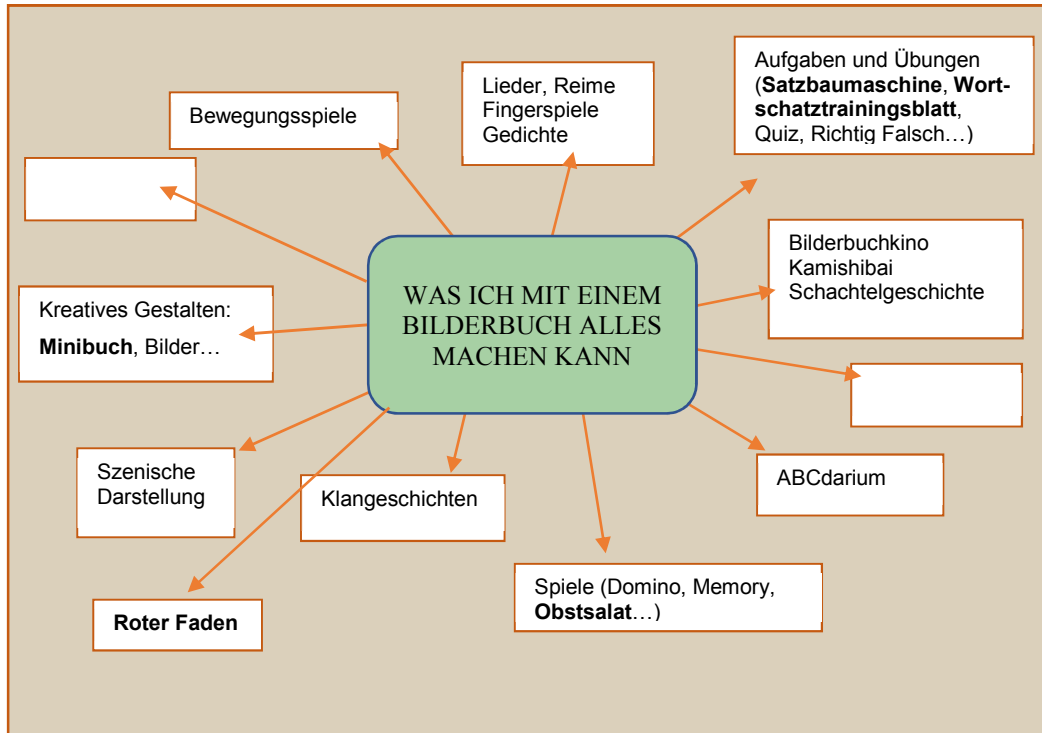 Bewegungsspiele
Lieder, Reime
Fingerspiele
Gedichte
Aufgaben und Übungen
(Satzbaumaschine, Wort-
schatztrainingsblatt,
Quiz, Richtig Falsch…)
Bilderbuchkino
Kamishibai
Schachtelgeschichte
WAS ICH MIT EINEM
BILDERBUCH ALLES
MACHEN KANN
Kreatives Gestalten:
Minibuch, Bilder…
Szenische
Darstellung
Klangeschichten
ABCdarium
Spiele (Domino, Memory,
Obstsalat…)
Roter Faden